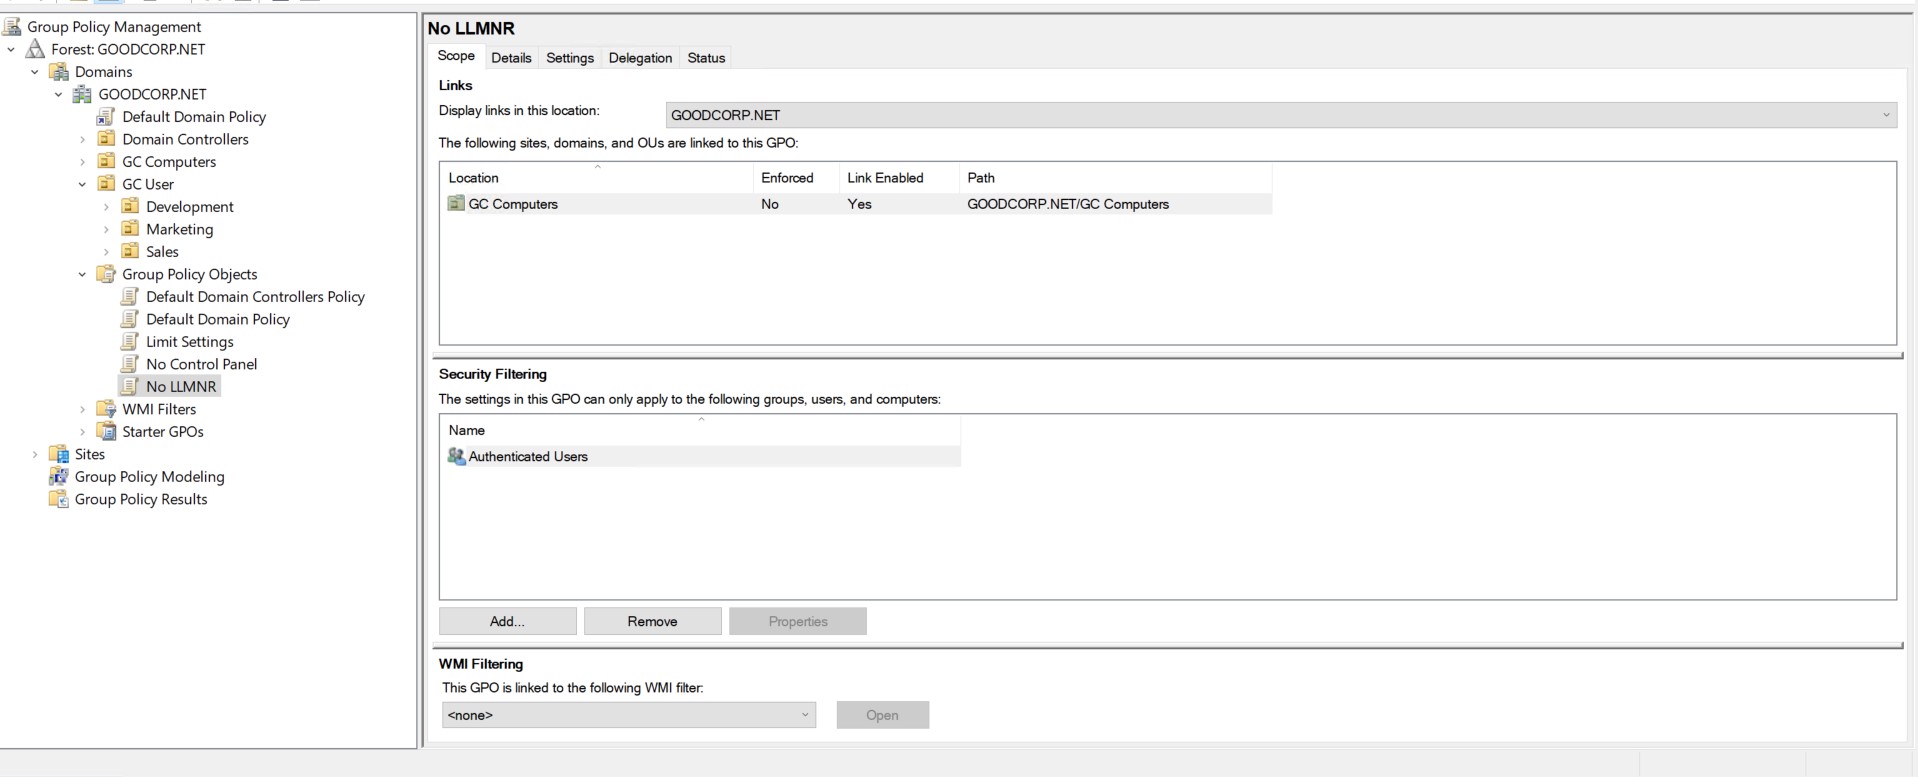 Group Policy Management
Forest: GOODCORP.NET
Domains
GOODCORP.NET
Default Domain Policy
Domain Controllers
GC Computers
GC User
Development
Marketing
Sales
Group Policy Objects
Default Domain Controllers Policy
Default Domain Policy
Limit Settings
No Control Panel
No LLMNR
WMI Filters
Starter GPOs
Sites
Group Policy Modeling
Group Policy Results
No LLMNR
Scope Details Settings Delegation Status
Links
Display links in this location: GOODCORP.NET
The following sites, domains, and OUs are linked to this GPO:
Location Enforced Link Enabled Path
GC Computers No Yes GOODCORP.NET/GC Computers
Security Filtering
The settings in this GPO can only apply to the following groups, users, and computers:
Name
Authenticated Users
Add... Remove Properties
WMI Filtering
This GPO is linked to the following WMI filter:
<none> Open